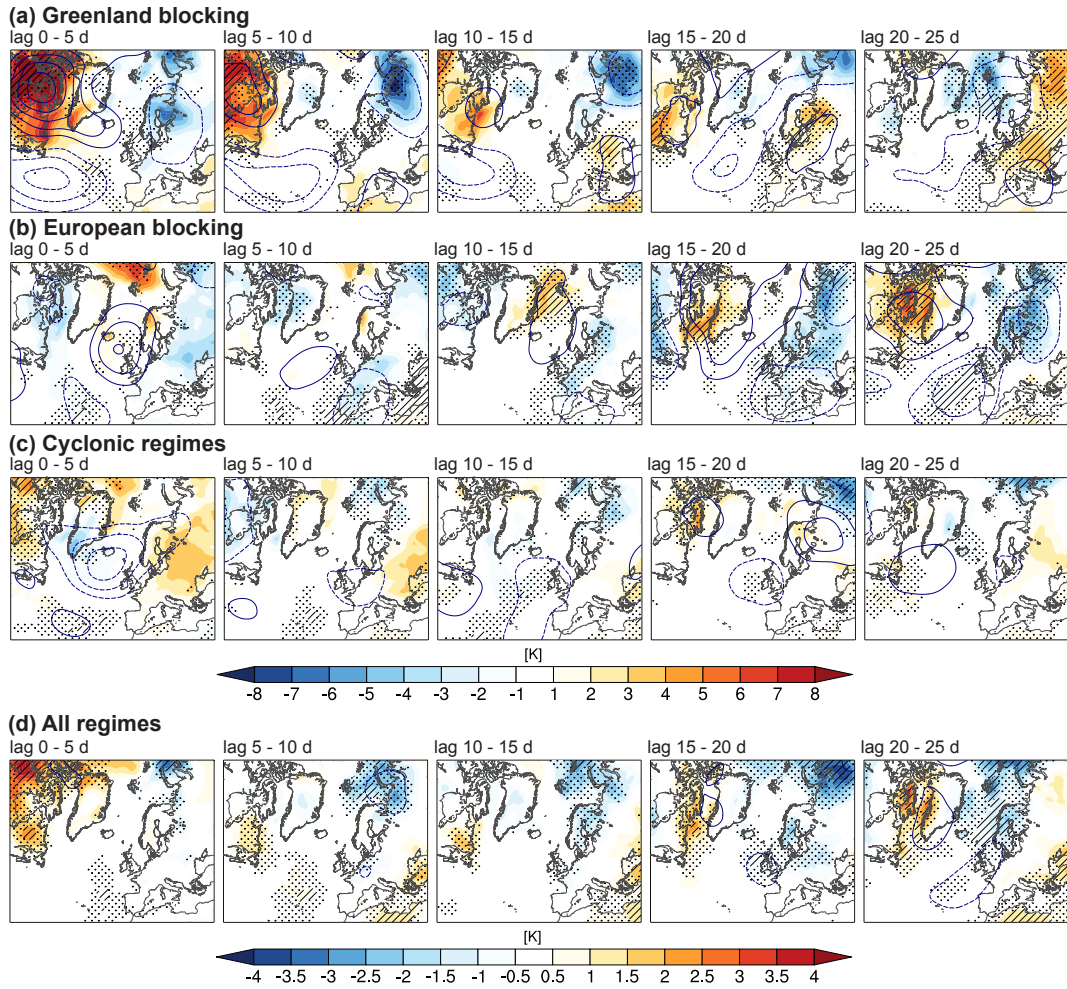 (a) Greenland blocking
lag 0 - 5 d
lag 5 - 10 d
lag 10 - 15 d
lag 15 - 20 d
lag 20 - 25 d
(b) European blocking
lag 0 - 5 d
lag 5 - 10 d
lag 10 - 15 d
lag 15 - 20 d
lag 20 - 25 d
(c) Cyclonic regimes
lag 0 - 5 d
lag 5 - 10 d
lag 10 - 15 d
lag 15 - 20 d
lag 20 - 25 d
[K]
-8 -7 -6 -5 -4 -3 -2 -1 1 2 3 4 5 6 7 8
(d) All regimes
lag 0 - 5 d
lag 5 - 10 d
lag 10 - 15 d
lag 15 - 20 d
lag 20 - 25 d
[K]
-4 -3.5 -3 -2.5 -2 -1.5 -1 -0.5 0.5 1 1.5 2 2.5 3 3.5 4